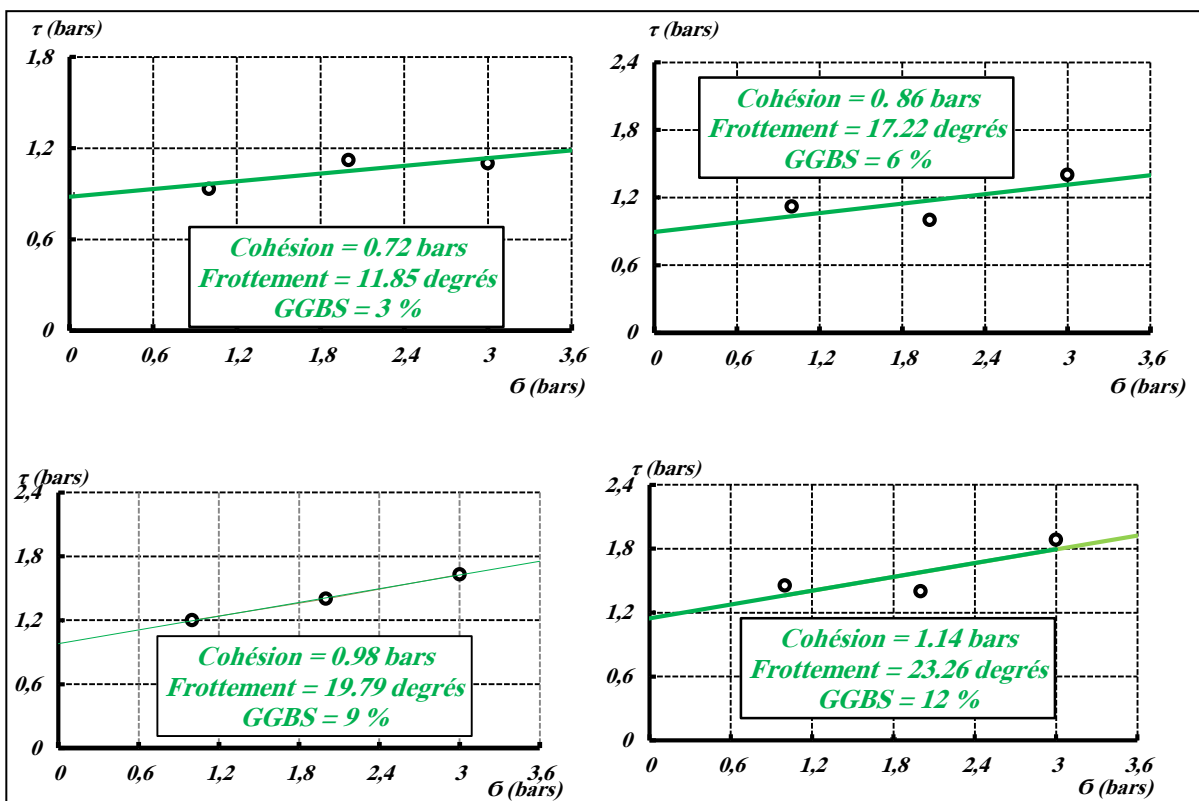 τ (bars)
1,8
1,2
0,6
0
0 0,6 1,2 1,8 2,4 3 3,6
Ϭ (bars)
Cohésion = 0.72 bars
Frottement = 11.85 degrés
GGBS = 3 %
τ (bars)
2,4
1,8
1,2
0,6
0
0 0,6 1,2 1,8 2,4 3 3,6
Ϭ (bars)
Cohésion = 0. 86 bars
Frottement = 17.22 degrés
GGBS = 6 %
τ (bars)
2,4
1,8
1,2
0,6
0
0 0,6 1,2 1,8 2,4 3 3,6
Ϭ (bars)
Cohésion = 0.98 bars
Frottement = 19.79 degrés
GGBS = 9 %
τ (bars)
2,4
1,8
1,2
0,6
0
0 0,6 1,2 1,8 2,4 3 3,6
Ϭ (bars)
Cohésion = 1.14 bars
Frottement = 23.26 degrés
GGBS = 12 %